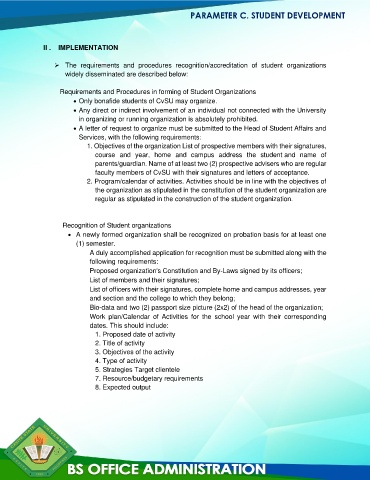 PARAMETER C. STUDENT DEVELOPMENT
II . IMPLEMENTATION
➢ The requirements and procedures recognition/accreditation of student organizations
widely disseminated are described below:
Requirements and Procedures in forming of Student Organizations
• Only bonafide students of CvSU may organize.
• Any direct or indirect involvement of an individual not connected with the University
in organizing or running organization is absolutely prohibited.
• A letter of request to organize must be submitted to the Head of Student Affairs and
Services, with the following requirements:
1. Objectives of the organization List of prospective members with their signatures,
course and year, home and campus address the student and name of
parents/guardian. Name of at least two (2) prospective advisers who are regular
faculty members of CvSU with their signatures and letters of acceptance.
2. Program/calendar of activities. Activities should be in line with the objectives of
the organization as stipulated in the constitution of the student organization are
regular as stipulated in the construction of the student organization.
Recognition of Student organizations
• A newly formed organization shall be recognized on probation basis for at least one
(1) semester.
A duly accomplished application for recognition must be submitted along with the
following requirements:
Proposed organization's Constitution and By-Laws signed by its officers;
List of members and their signatures;
List of officers with their signatures, complete home and campus addresses, year
and section and the college to which they belong;
Bio-data and two (2) passport size picture (2x2) of the head of the organization;
Work plan/Calendar of Activities for the school year with their corresponding
dates. This should include:
1. Proposed date of activity
2. Title of activity
3. Objectives of the activity
4. Type of activity
5. Strategies Target clientele
7. Resource/budgetary requirements
8. Expected output
BS OFFICE ADMINISTRATION